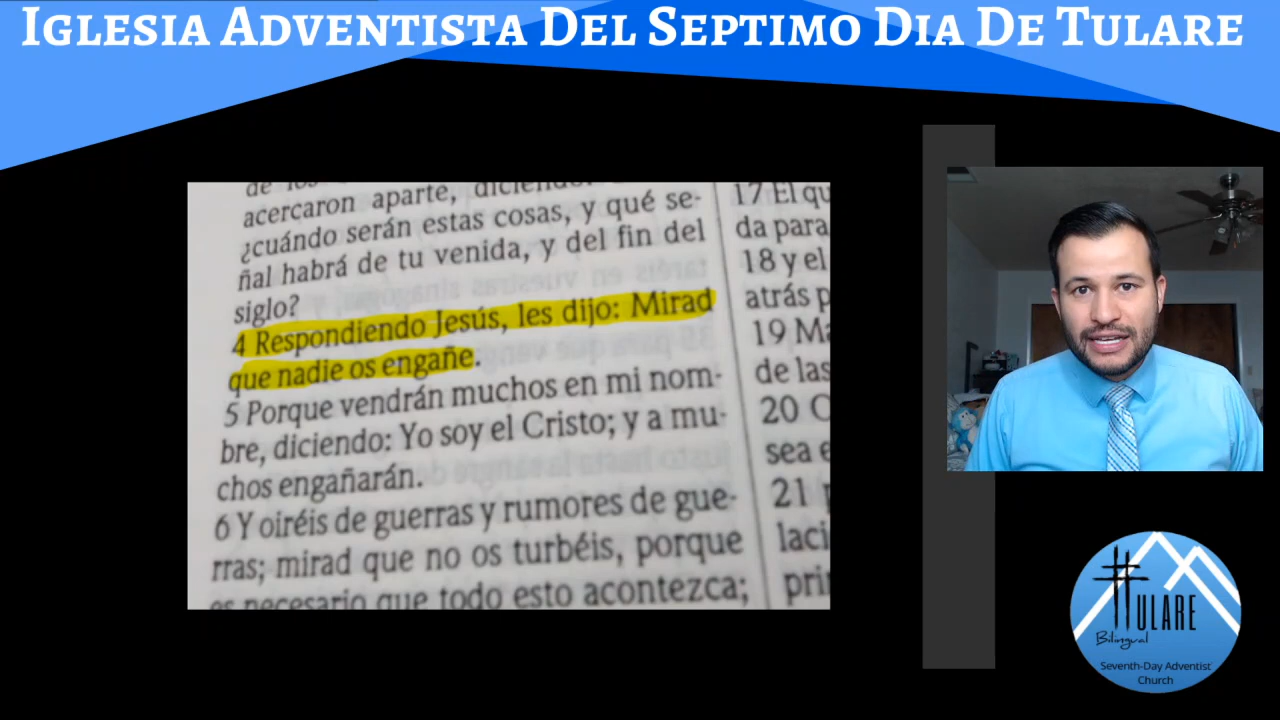 IGLESIA ADVENTISTA DEL SEPTIMO DIA DE TULARE
acercaron aparte,
¿cuándo serán estas cosas, y qué se-
ñal habrá de tu venida, y del fin del
siglo?
4 Respondiendo Jesús, les dijo: Mirad
que nadie os engañe.
5 Porque vendrán muchos en mi nom-
bre, diciendo: Yo soy el Cristo; y a mu-
chos engañarán.
6 Y oiréis de guerras y rumores de gue-
rras; mirad que no os turbéis, porque
es necesario que todo esto acontezca;
17 El qu
da para
18 y el
atrás p
19 Ma
de las
20 O
sea e
21 p
laci
prin
TULARE
Bilingual
Seventh-Day Adventist
Church